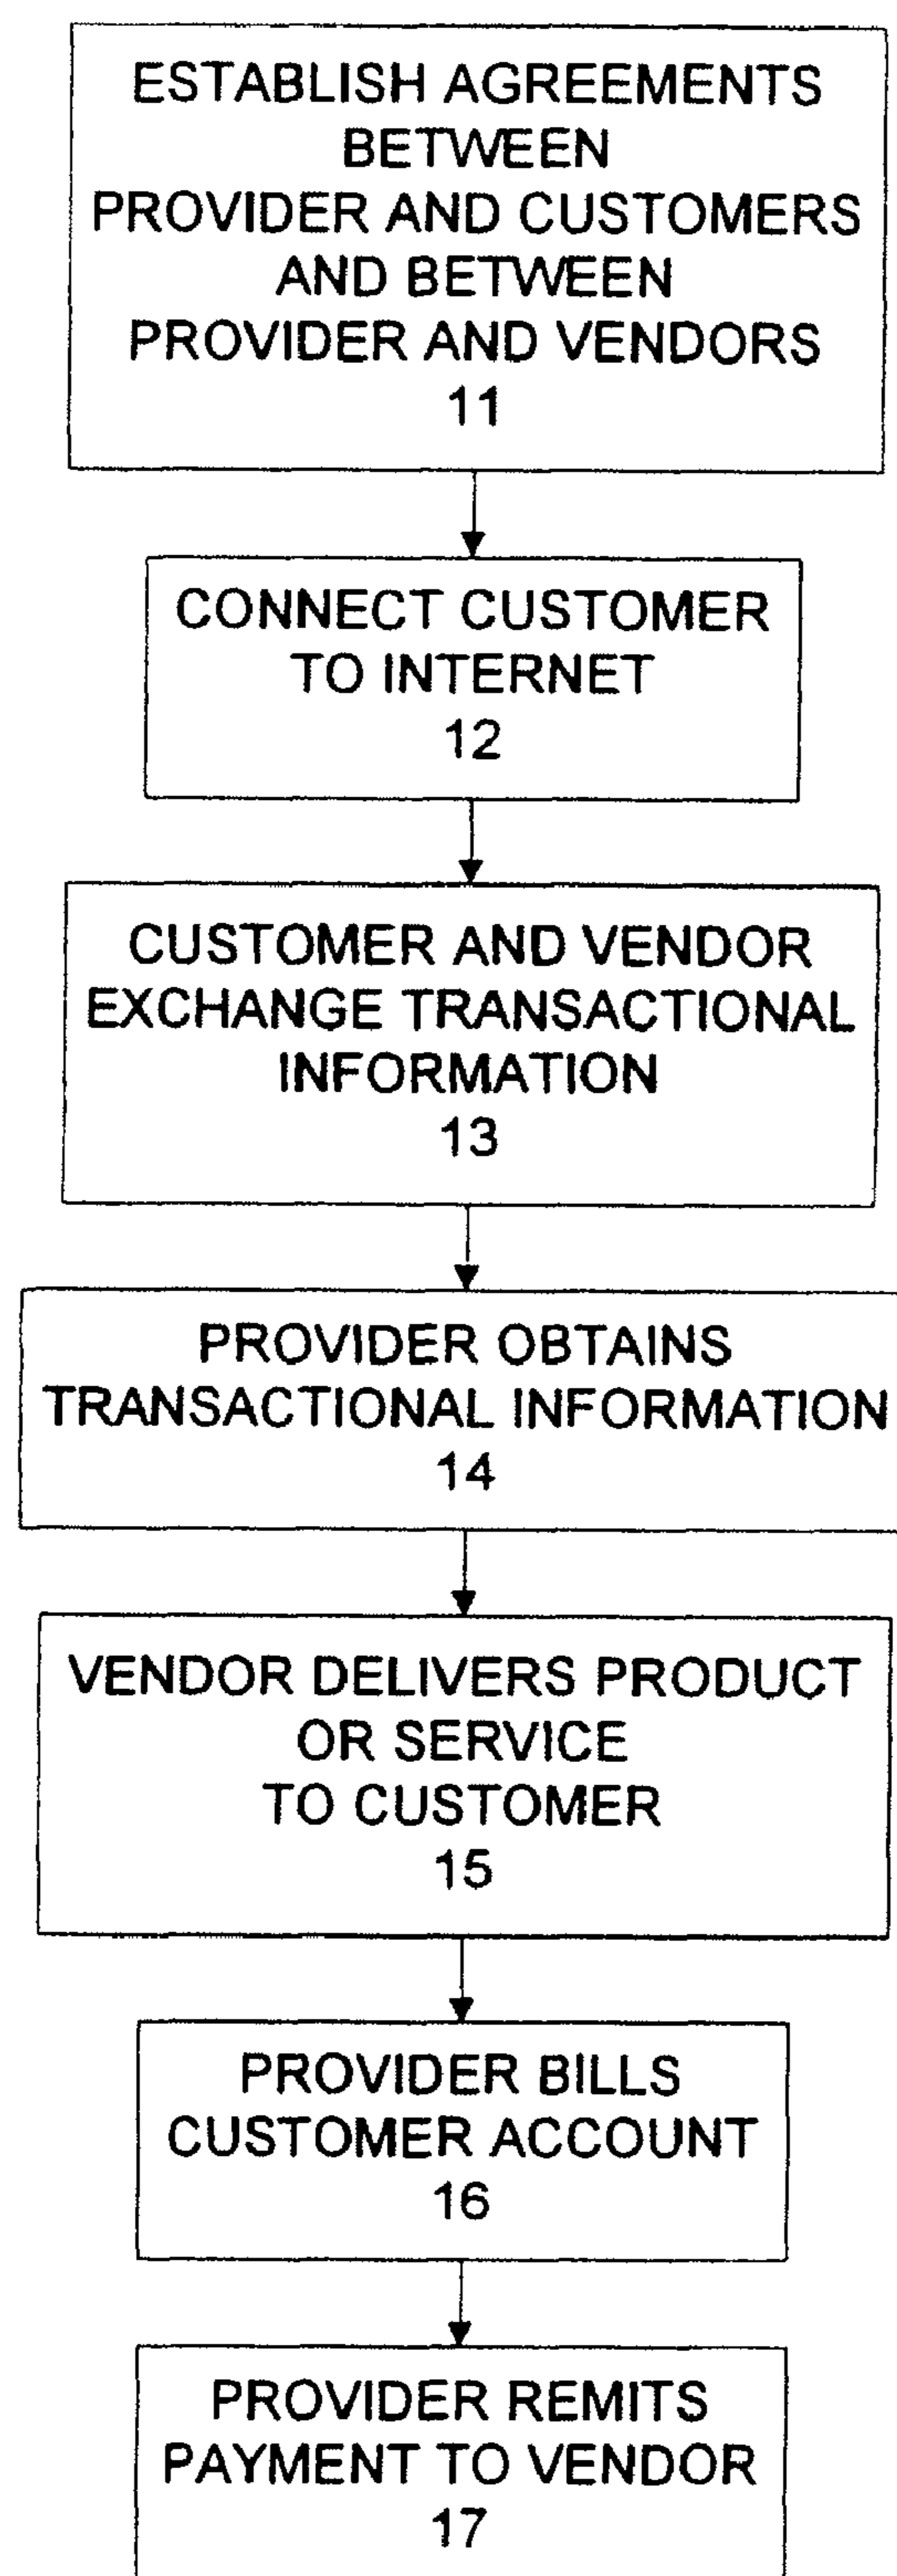 ESTABLISH AGREEMENTS
BETWEEN
PROVIDER AND CUSTOMERS
AND BETWEEN
PROVIDER AND VENDORS
11
CONNECT CUSTOMER
TO INTERNET
12
CUSTOMER AND VENDOR
EXCHANGE TRANSACTIONAL
INFORMATION
13
PROVIDER OBTAINS
TRANSACTIONAL INFORMATION
14
VENDOR DELIVERS PRODUCT
OR SERVICE
TO CUSTOMER
15
PROVIDER BILLS
CUSTOMER ACCOUNT
16
PROVIDER REMITS
PAYMENT TO VENDOR
17